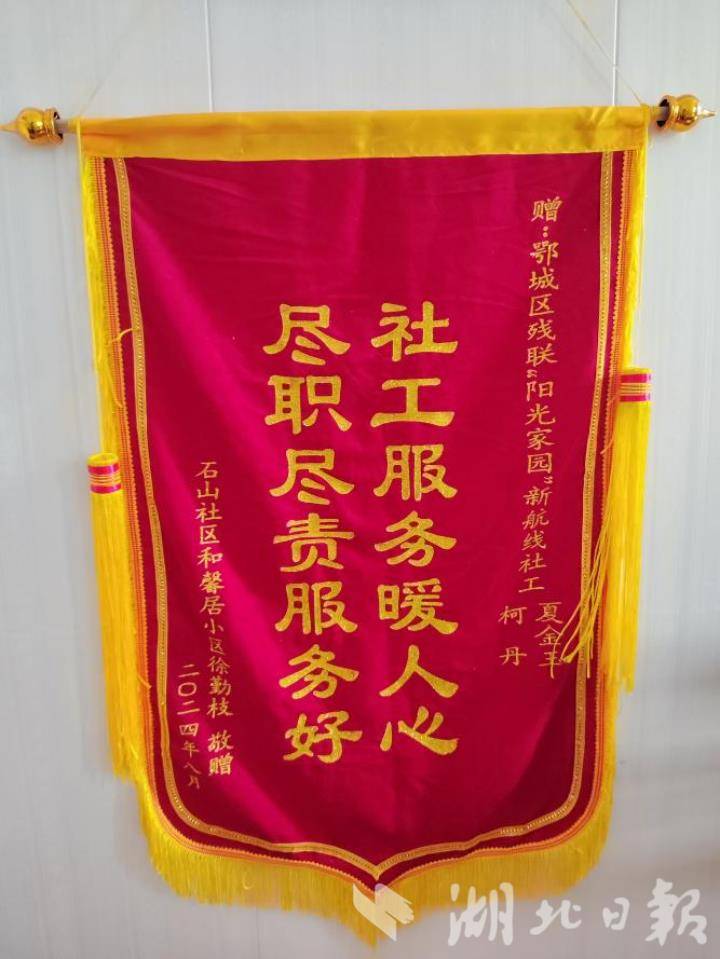 赠：鄂城区残联“阳光家园”新航线社工
夏金
柯丹
社工服务暖人心
尽职尽责服务好
石山社区和馨居小区徐勤枝 敬赠
二〇二四年八月
湖北日報